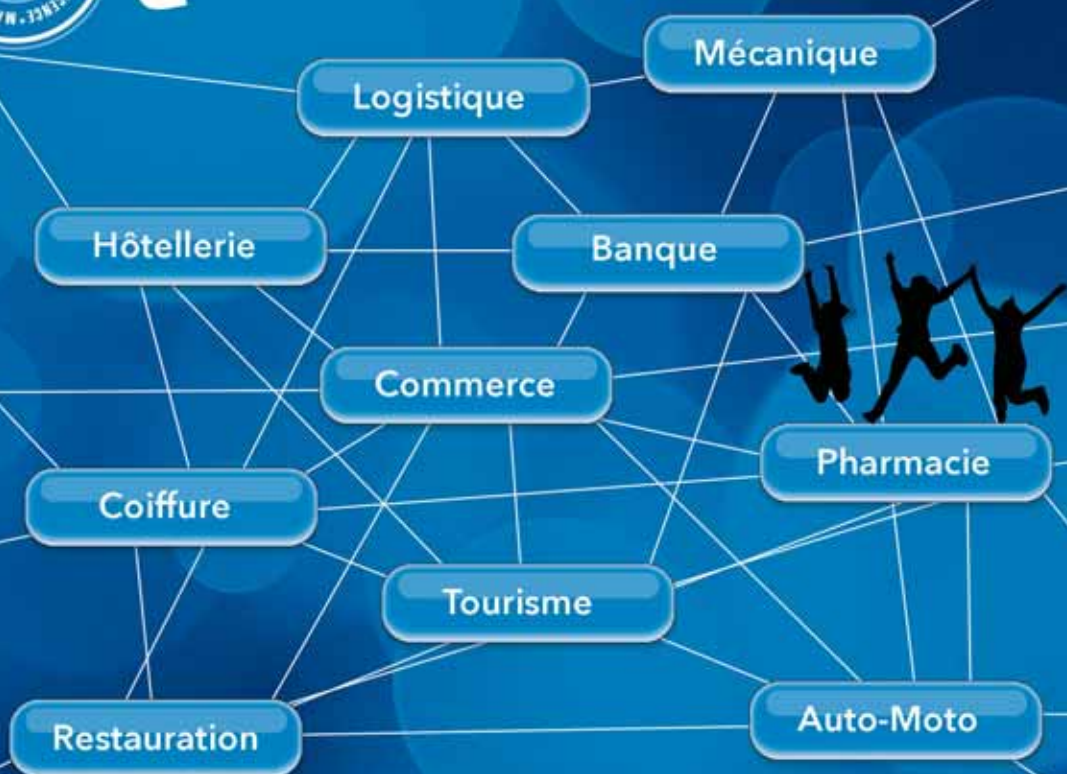 Mécanique
Logistique
Hôtellerie
Banque
Commerce
Pharmacie
Coiffure
Tourisme
Auto-Moto
Restauration